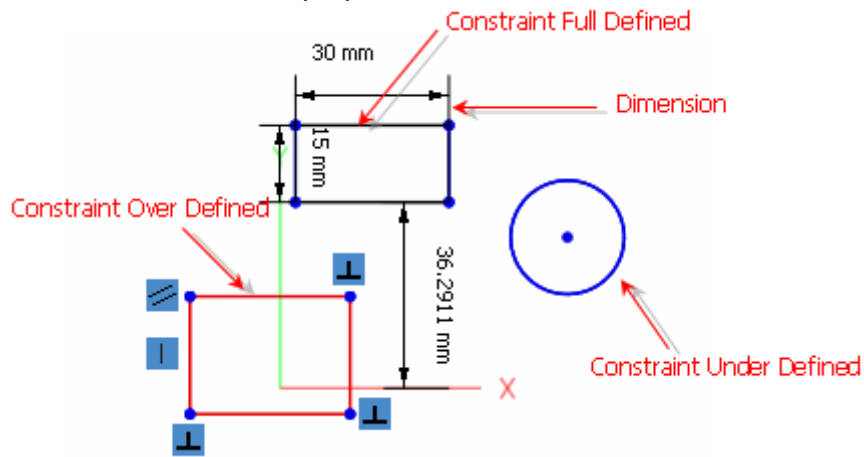 Constraint Full Defined
30 mm
Dimension
15 mm
Y
Constraint Over Defined
36.2911 mm
Constraint Under Defined
X